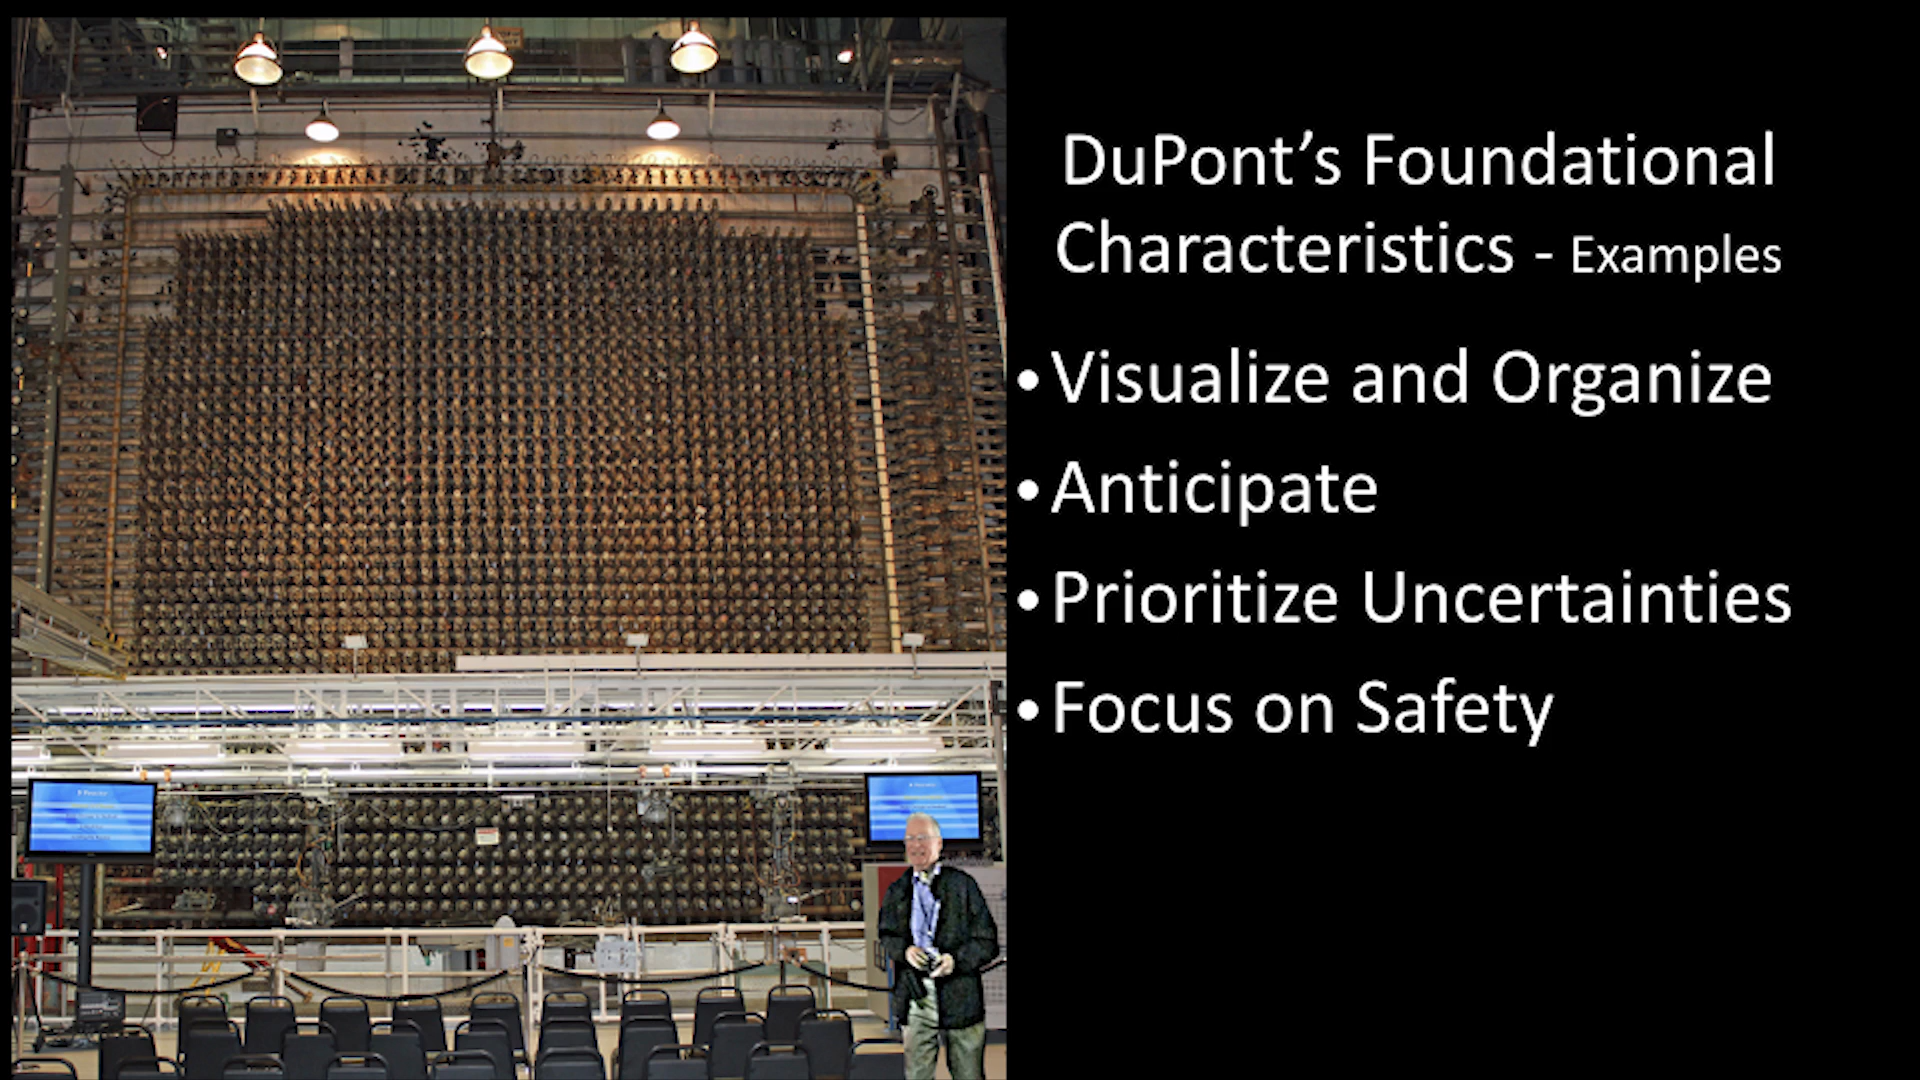 DuPont’s Foundational
Characteristics - Examples
• Visualize and Organize
• Anticipate
• Prioritize Uncertainties
• Focus on Safety